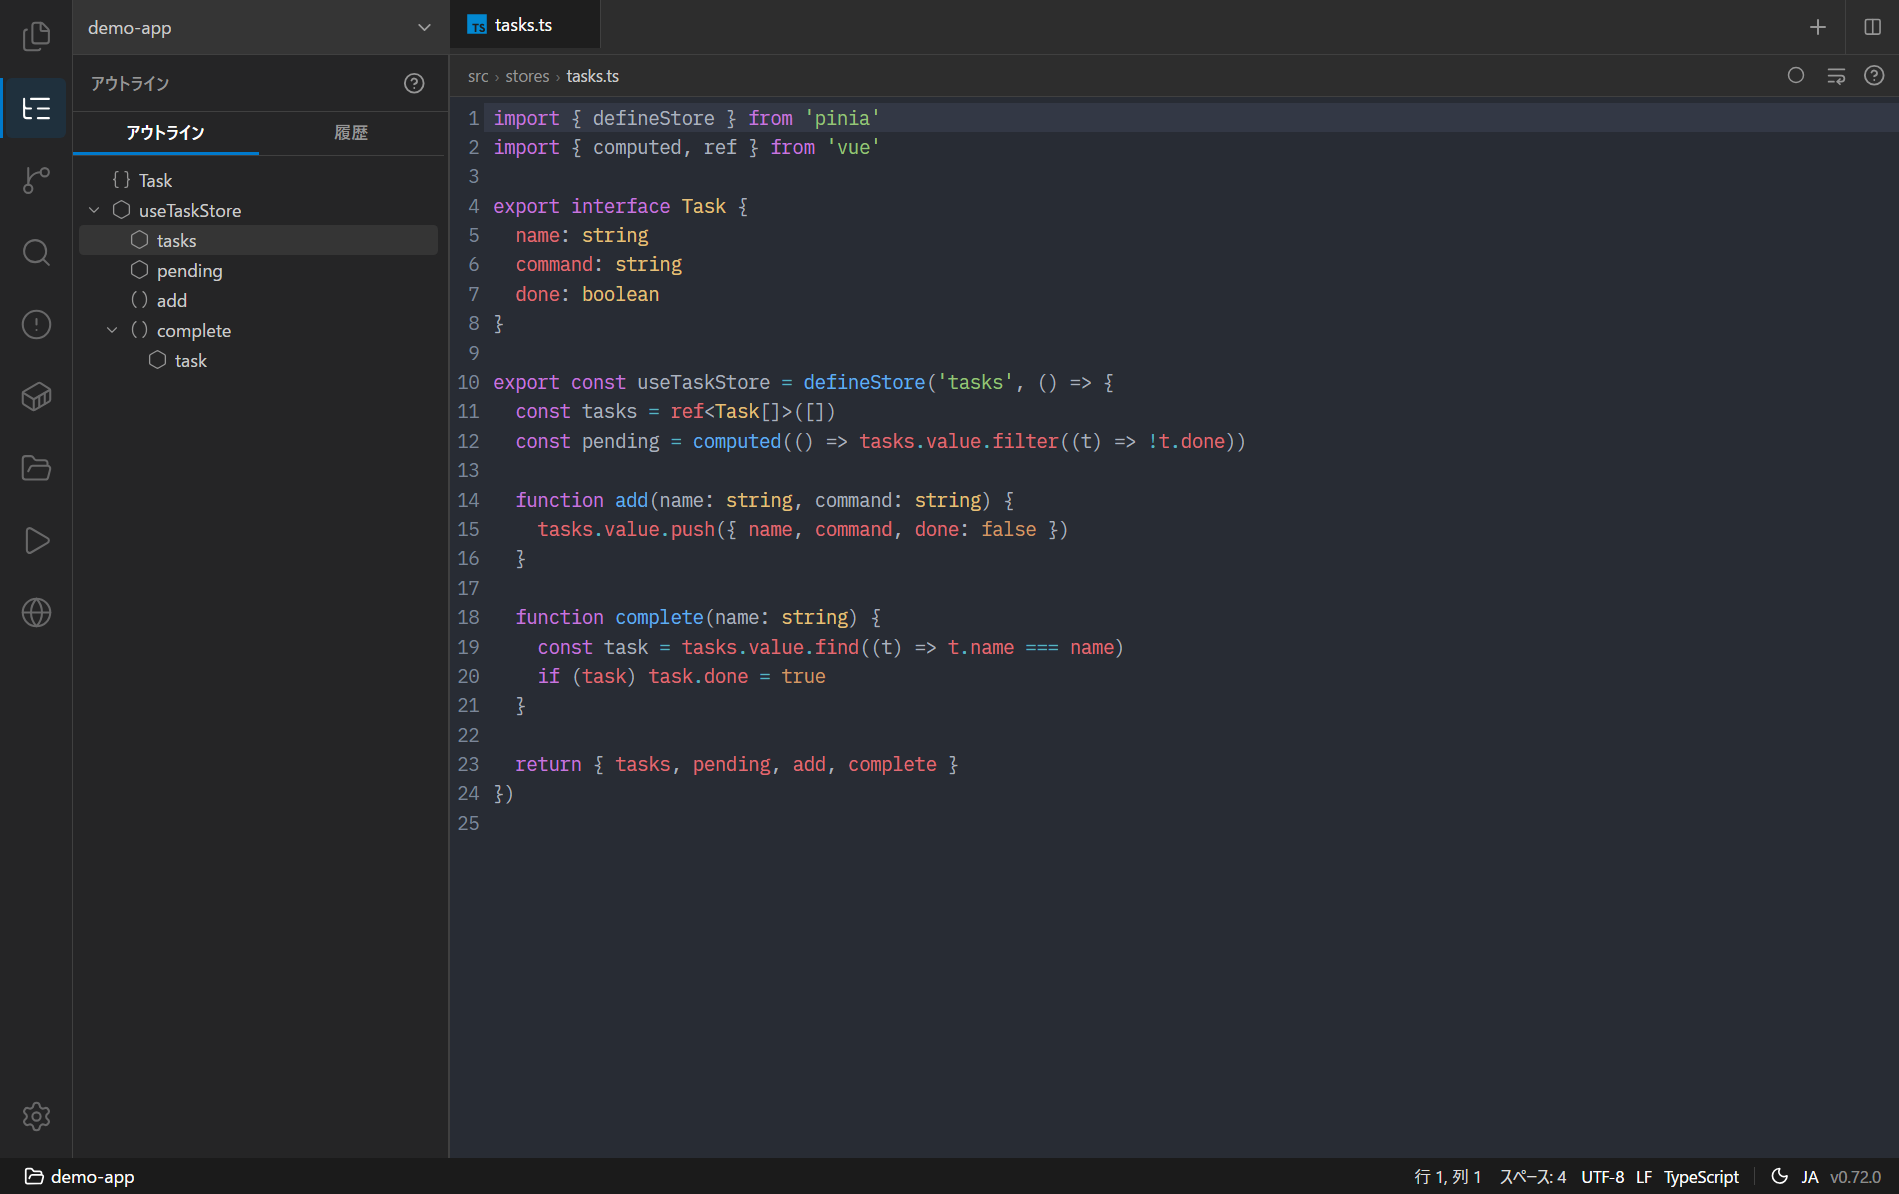 demo-app
アウトライン
アウトライン 履歴
{} Task
useTaskStore
tasks
pending
() add
() complete
task
TS tasks.ts
src › stores › tasks.ts
1 import { defineStore } from 'pinia'
2 import { computed, ref } from 'vue'
3
4 export interface Task {
5   name: string
6   command: string
7   done: boolean
8 }
9
10 export const useTaskStore = defineStore('tasks', () => {
11   const tasks = ref<Task[]>([])
12   const pending = computed(() => tasks.value.filter((t) => !t.done))
13
14   function add(name: string, command: string) {
15     tasks.value.push({ name, command, done: false })
16   }
17
18   function complete(name: string) {
19     const task = tasks.value.find((t) => t.name === name)
20     if (task) task.done = true
21   }
22
23   return { tasks, pending, add, complete }
24 })
25
demo-app
行 1, 列 1 スペース: 4 UTF-8 LF TypeScript JA v0.72.0